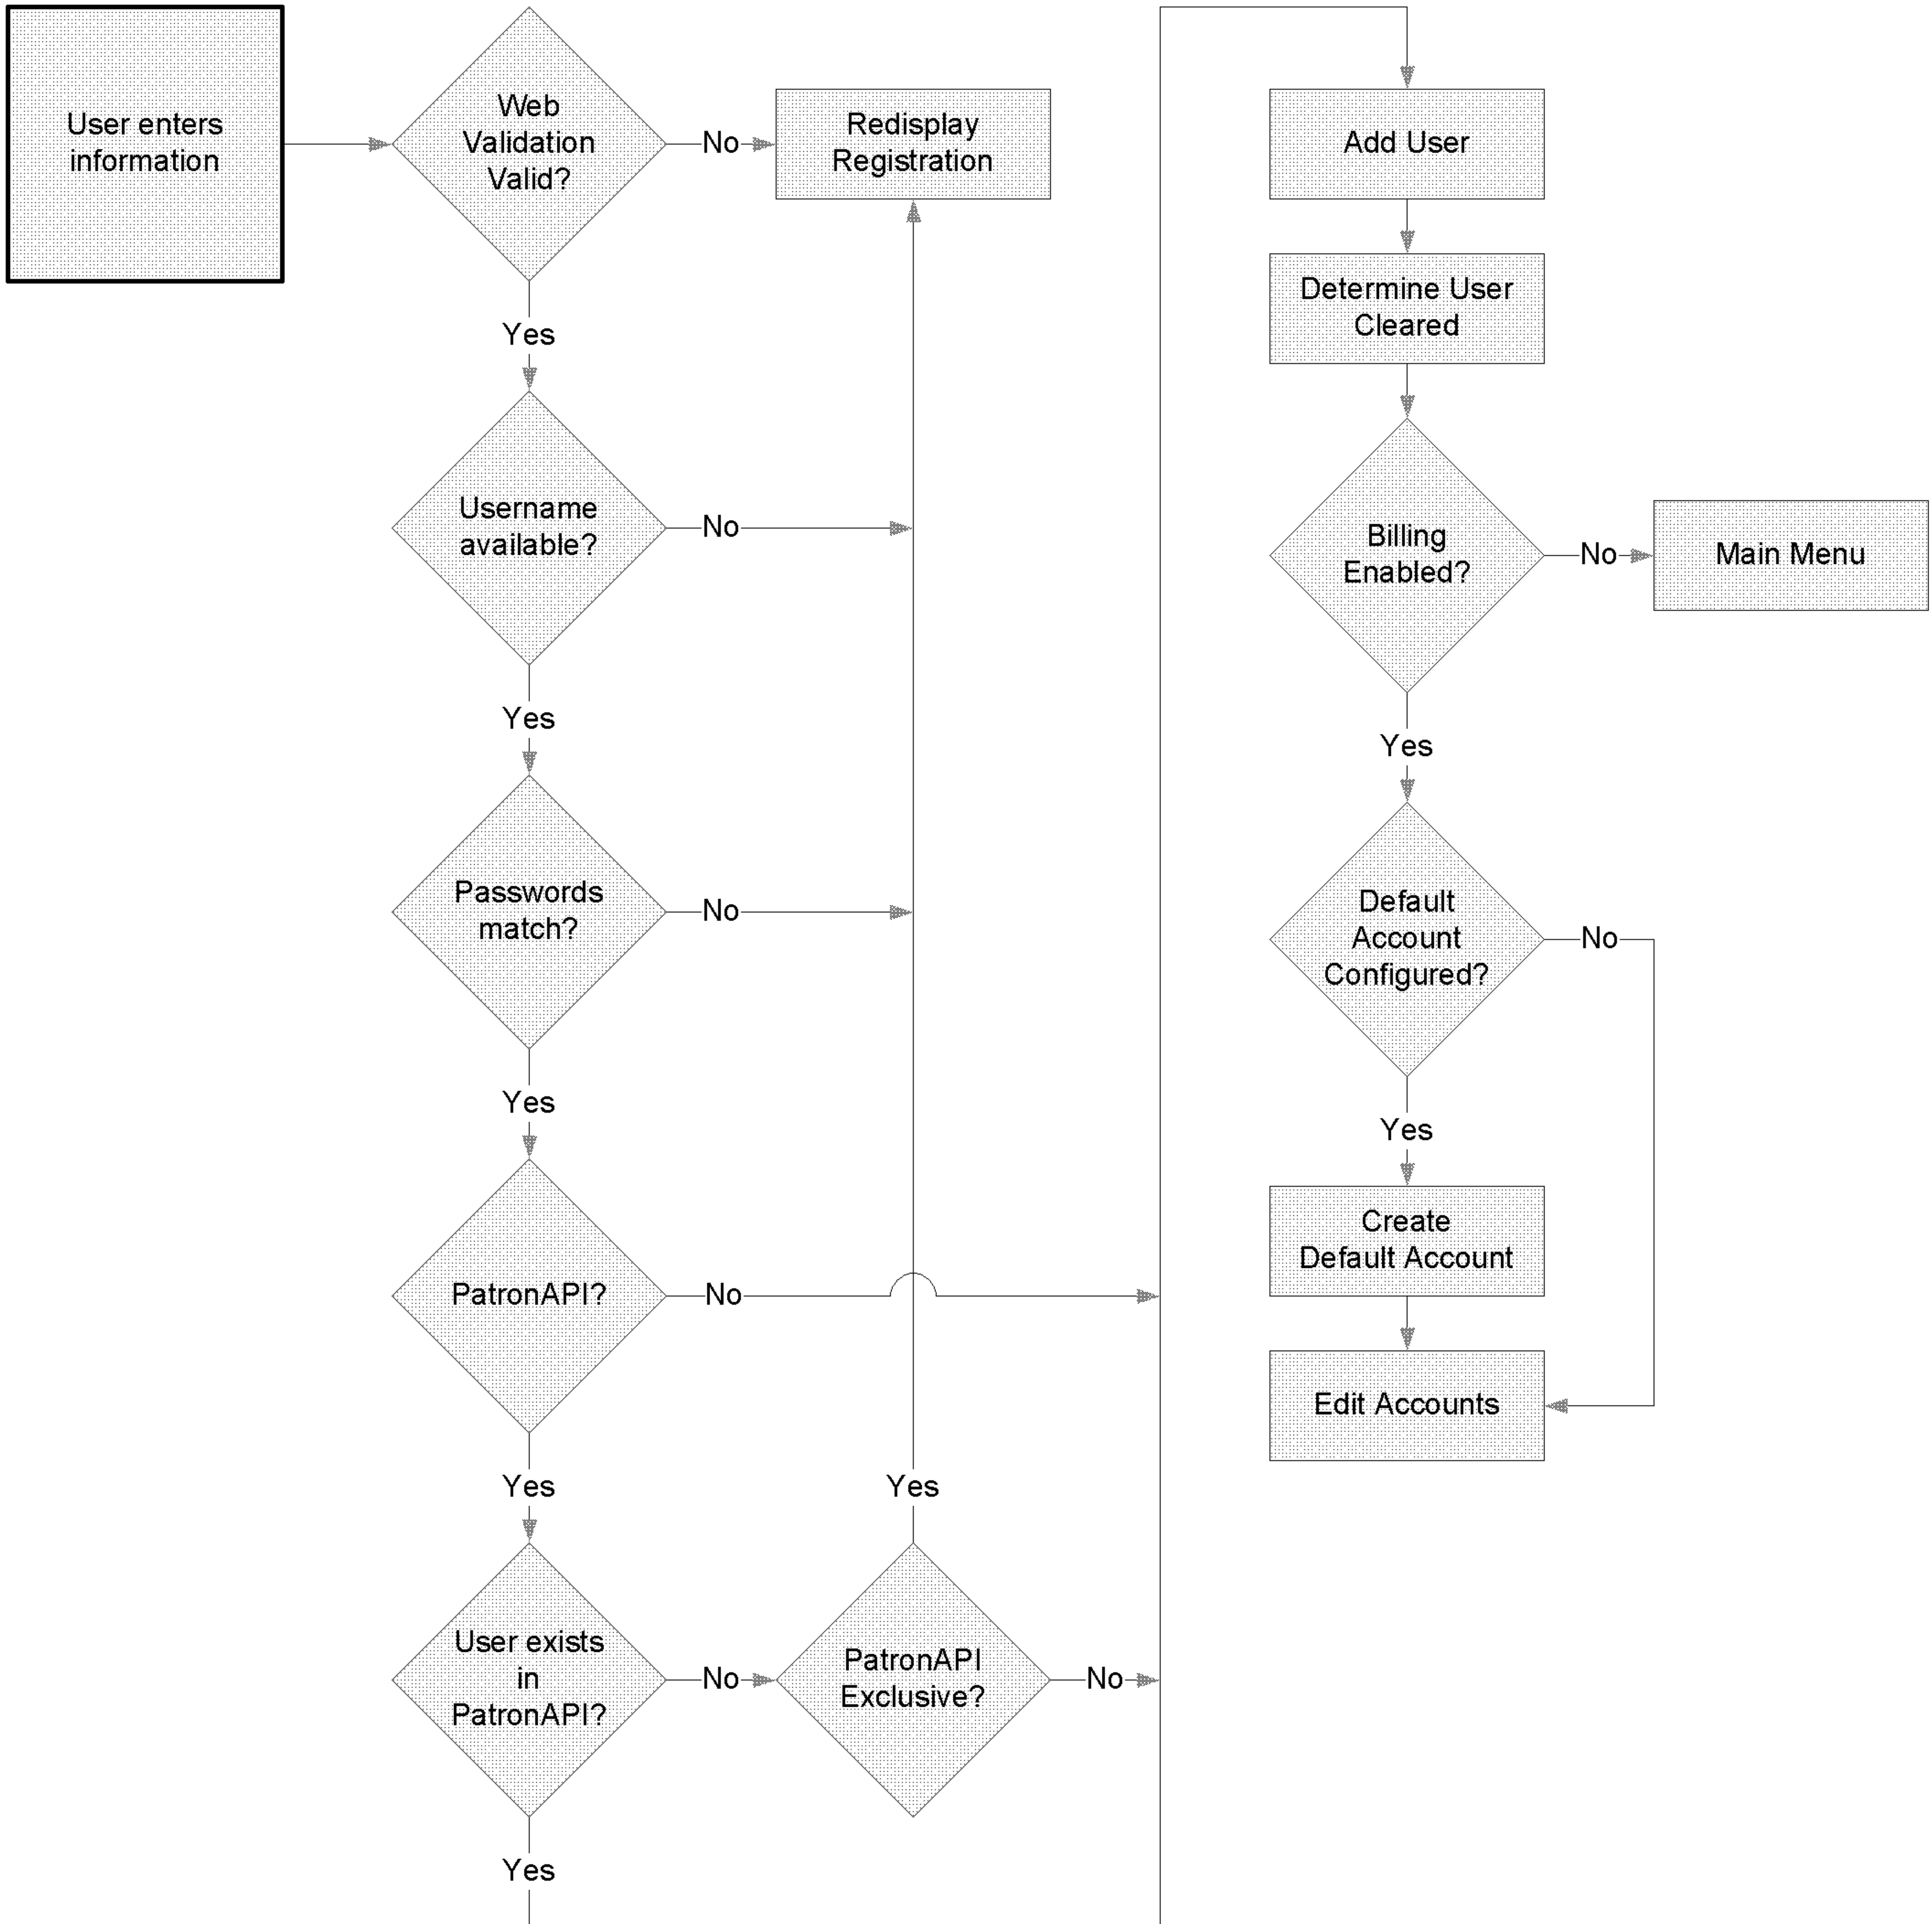 User enters
information
Web
Validation
Valid?
No
Redisplay
Registration
Yes
Username
available?
No
Yes
Passwords
match?
No
Yes
PatronAPI?
No
Yes
User exists
in
PatronAPI?
No
PatronAPI
Exclusive?
Yes
No
Yes
Add User
Determine User
Cleared
Billing
Enabled?
No
Main Menu
Yes
Default
Account
Configured?
No
Yes
Create
Default Account
Edit Accounts